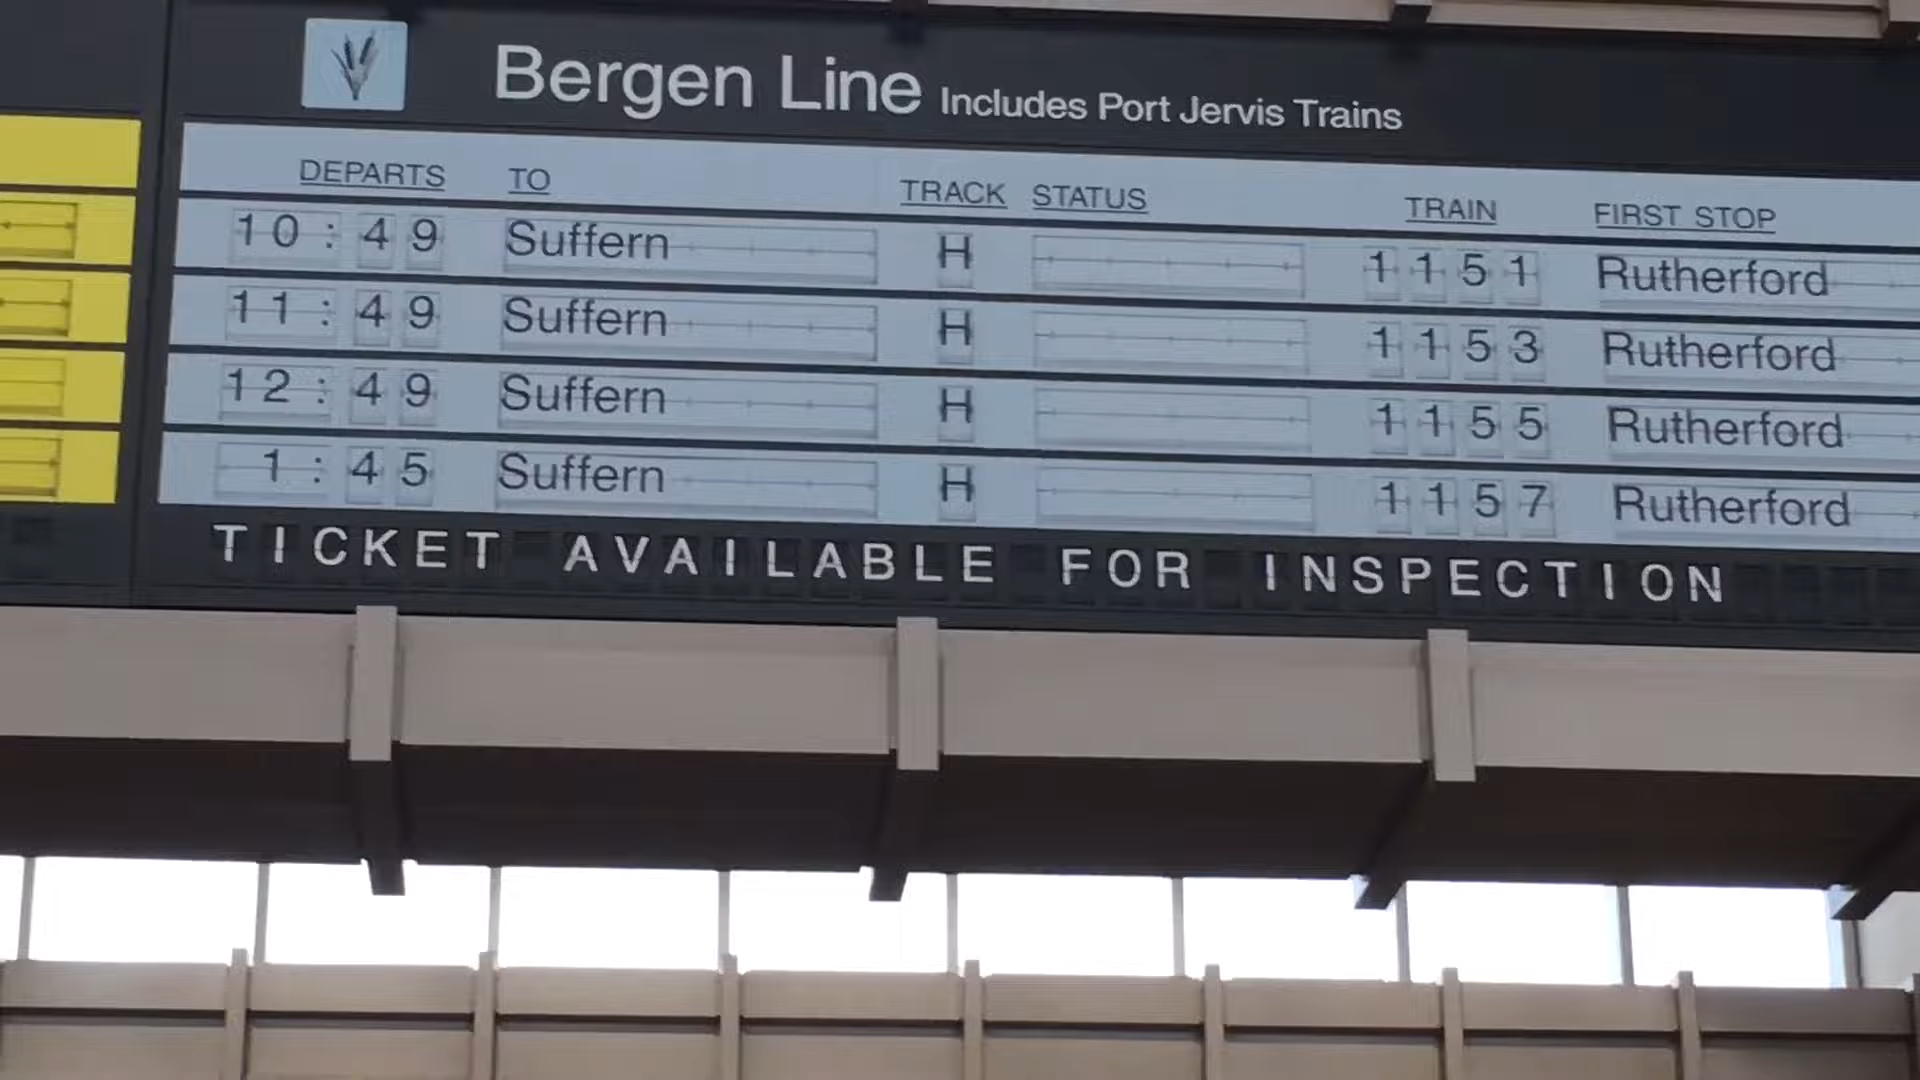 Bergen Line Includes Port Jervis Trains
DEPARTS TO TRACK STATUS TRAIN FIRST STOP
10:49 Suffern H 1151 Rutherford
11:49 Suffern H 1153 Rutherford
12:49 Suffern H 1155 Rutherford
1:45 Suffern H 1157 Rutherford
TICKET AVAILABLE FOR INSPECTION